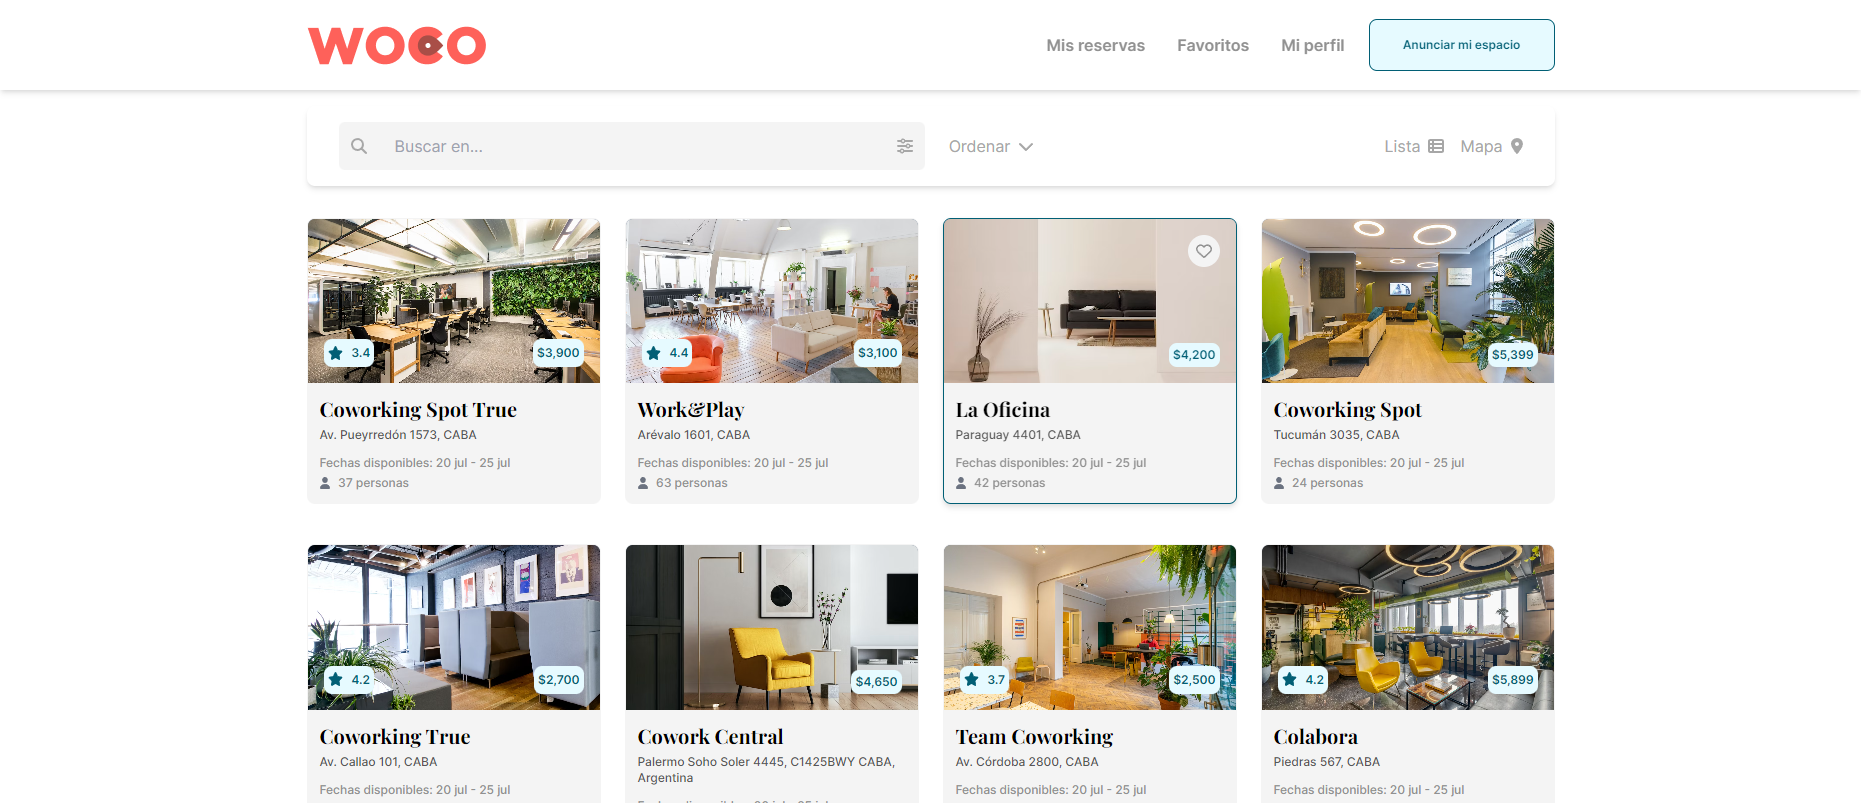 WOCO
Mis reservas
Favoritos
Mi perfil
Anunciar mi espacio
Buscar en...
Ordenar
Lista
Mapa
3.4
$3,900
4.4
$3,100
$4,200
$5,399
Coworking Spot True
Av. Pueyrredón 1573, CABA
Fechas disponibles: 20 jul - 25 jul
37 personas
Work&Play
Arévalo 1601, CABA
Fechas disponibles: 20 jul - 25 jul
63 personas
La Oficina
Paraguay 4401, CABA
Fechas disponibles: 20 jul - 25 jul
42 personas
Coworking Spot
Tucumán 3035, CABA
Fechas disponibles: 20 jul - 25 jul
24 personas
4.2
$2,700
$4,650
3.7
$2,500
4.2
$5,899
Coworking True
Av. Callao 101, CABA
Fechas disponibles: 20 jul - 25 jul
Cowork Central
Palermo Soho Soler 4445, C1425BWY CABA,
Argentina
Team Coworking
Av. Córdoba 2800, CABA
Fechas disponibles: 20 jul - 25 jul
Colabora
Piedras 567, CABA
Fechas disponibles: 20 jul - 25 jul